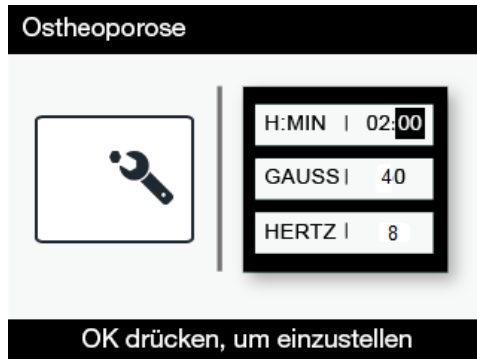 Ostheoporose
H:MIN | 02:00
GAUSS | 40
HERTZ | 8
OK drücken, um einzustellen